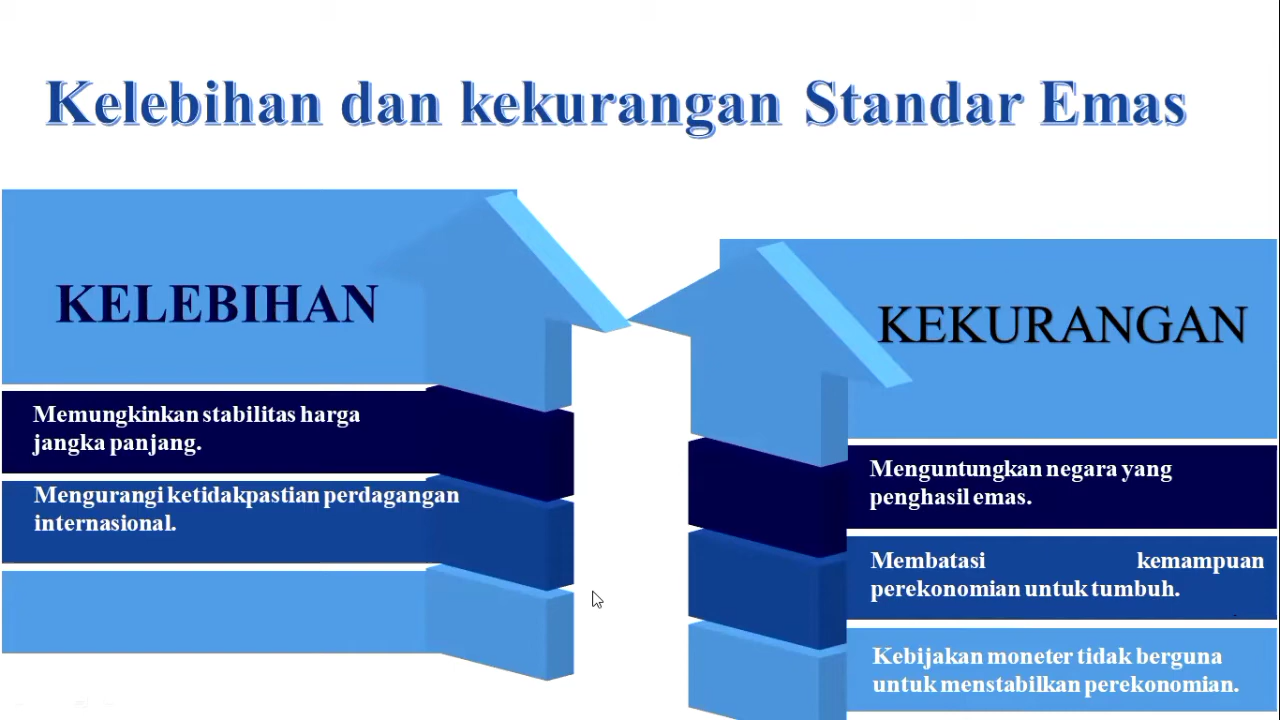 Kelebihan dan kekurangan Standar Emas
KELEBIHAN
Memungkinkan stabilitas harga
jangka panjang.
Mengurangi ketidakpastian perdagangan
internasional.
KEKURANGAN
Menguntungkan negara yang
penghasil emas.
Membatasi kemampuan
perekonomian untuk tumbuh.
Kebijakan moneter tidak berguna
untuk menstabilkan perekonomian.